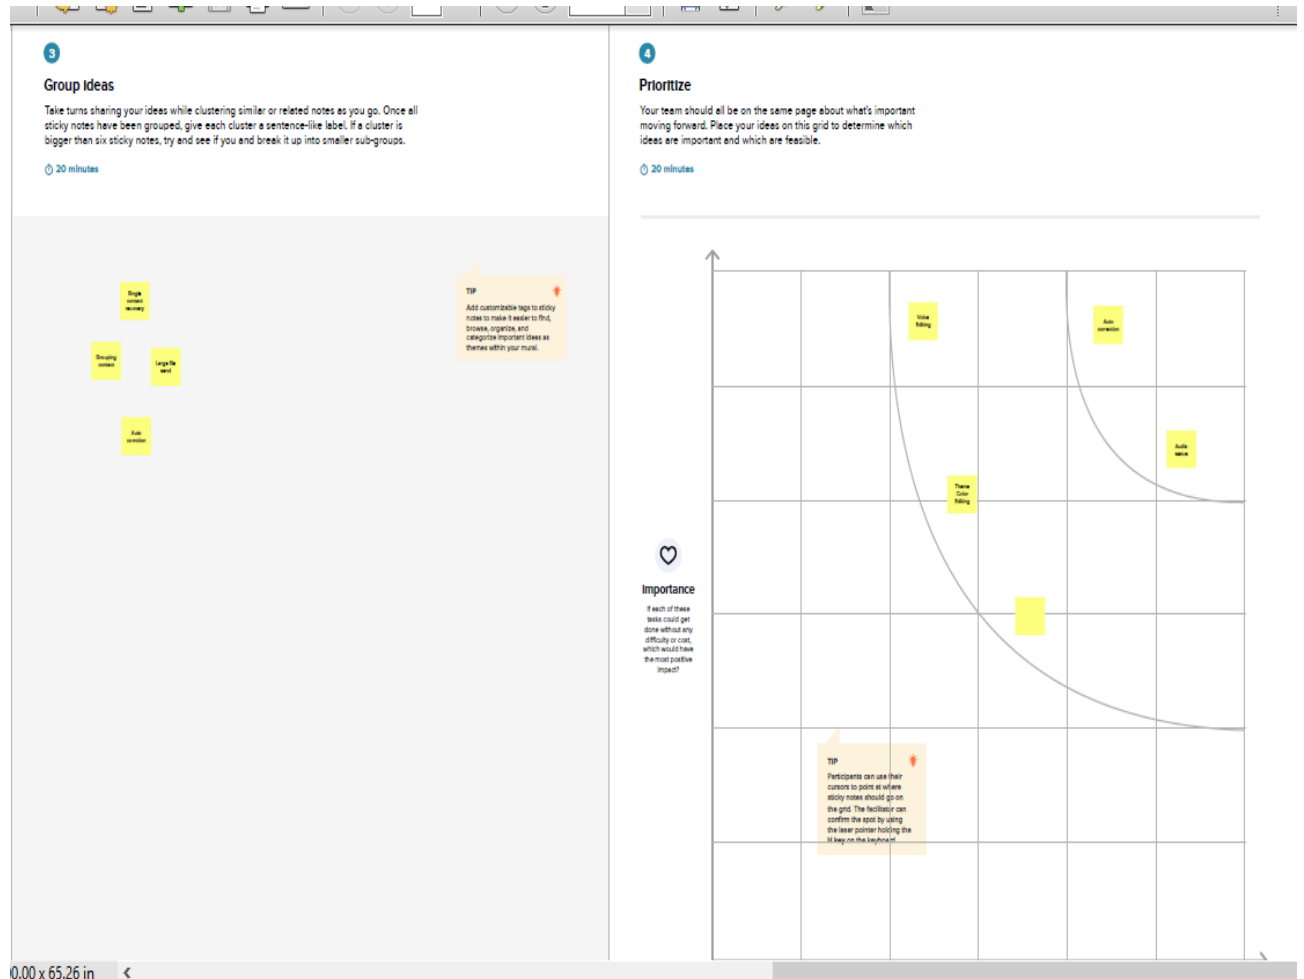 3
Group Ideas
Take turns sharing your ideas while clustering similar or related notes as you go. Once all
sticky notes have been grouped, give each cluster a sentence-like label. If a cluster is
bigger than six sticky notes, try and see if you and break it up into smaller sub-groups.
20 minutes
Single
contact
recovery
Grouping
contact
Large file
send
Auto
correction
TIP
Add customizable tags to sticky
notes to make it easier to find,
browse, organize, and
categorize important ideas as
themes within your mural.
4
Prioritize
Your team should all be on the same page about what's important
moving forward. Place your ideas on this grid to determine which
ideas are important and which are feasible.
20 minutes
Voice
Editing
Auto
correction
Audio
Theme
Color
Editing
Importance
If each of these
tasks could get
done without any
difficulty or cost,
which would have
the most positive
impact?
TIP
Participants can use their
cursors to point at where
sticky notes should go on
the grid. The facilitator can
confirm the spot by using
the laser pointer holding the
H key on the keyboard.
0.00 x 65.26 in